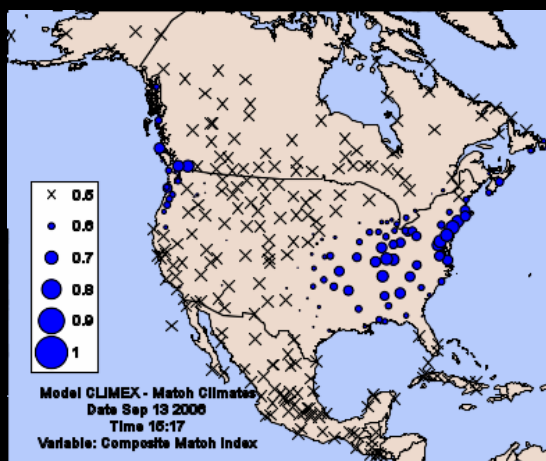 0.5
0.6
0.7
0.8
0.9
1
Model CLIMEX - Match Climates
Date Sep 13 2006
Time 15:17
Variable: Composite Match Index